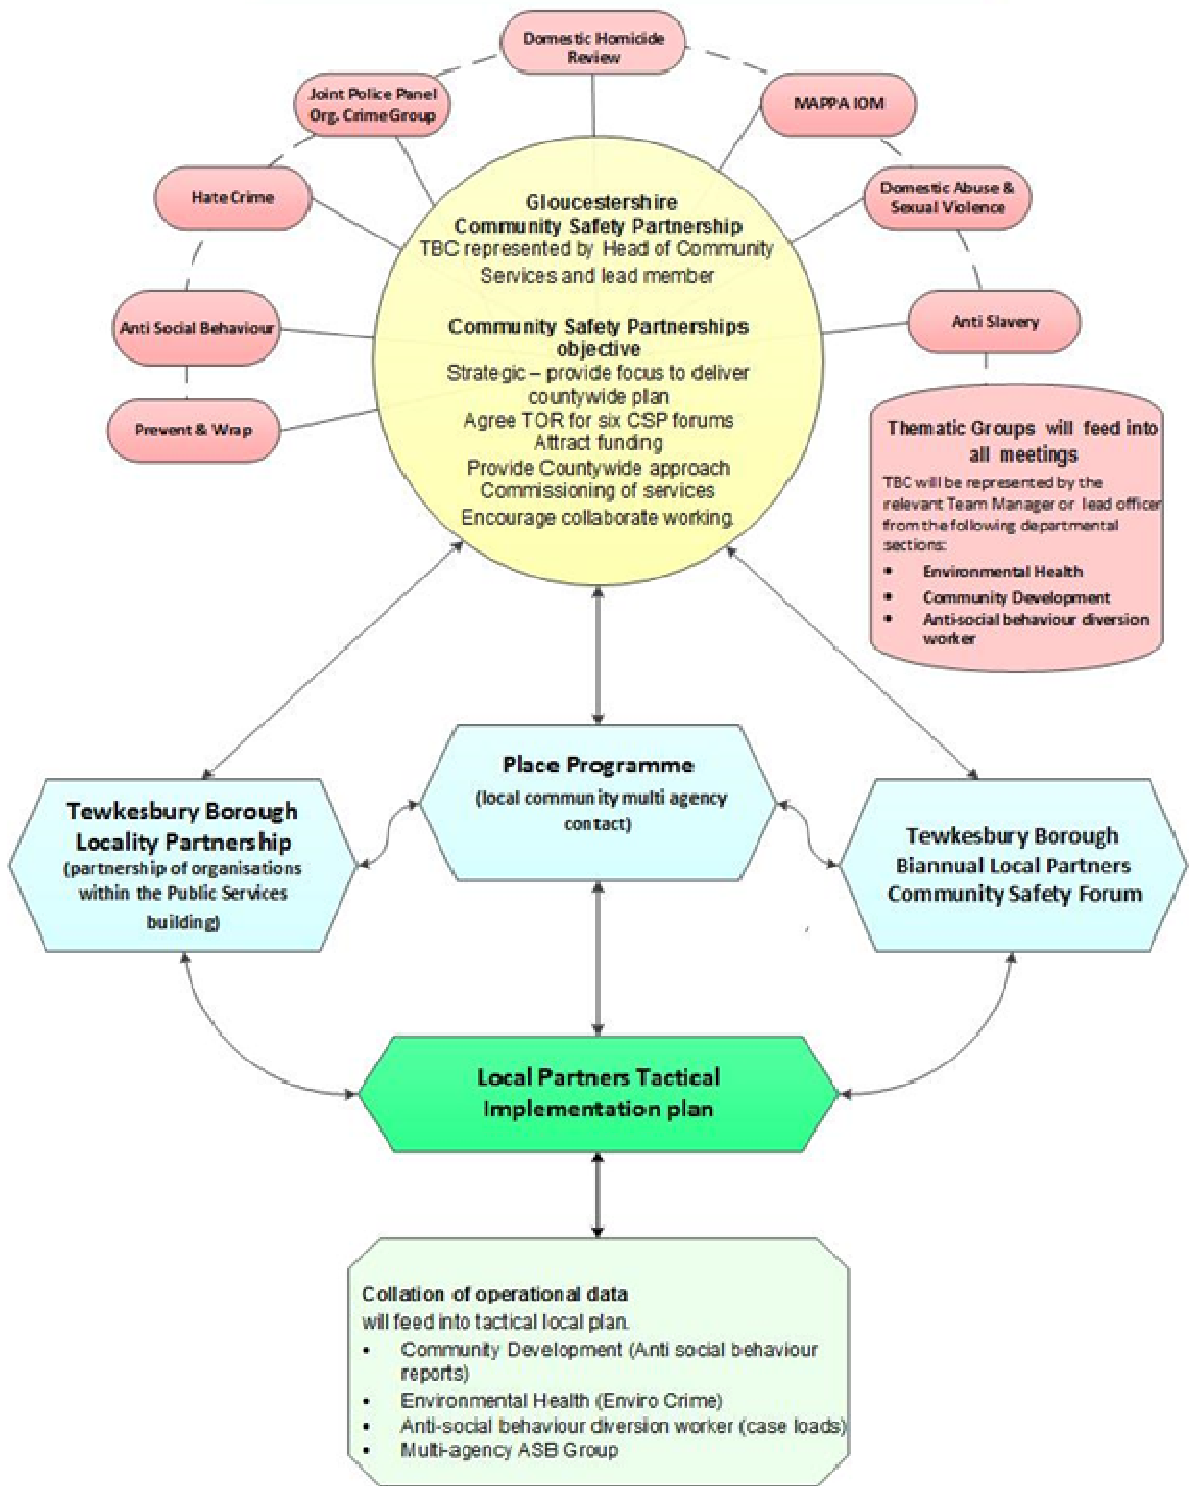 Domestic Homicide
Review
Joint Police Panel
Org. Crime Group
MAPPA IOM
Hate Crime
Domestic Abuse &
Sexual Violence
Anti Social Behaviour
Anti Slavery
Prevent & Wrap
Gloucestershire
Community Safety Partnership
TBC represented by Head of Community
Services and lead member
Community Safety Partnerships
objective
Strategic – provide focus to deliver
countywide plan
Agree TOR for six CSP forums
Attract funding
Provide Countywide approach
Commissioning of services
Encourage collaborate working.
Thematic Groups will feed into
all meetings
TBC will be represented by the
relevant Team Manager or lead officer
from the following departmental
sections:
• Environmental Health
• Community Development
• Anti-social behaviour diversion
worker
Tewkesbury Borough
Locality Partnership
(partnership of organisations
within the Public Services
building)
Place Programme
(local community multi agency
contact)
Tewkesbury Borough
Biannual Local Partners
Community Safety Forum
Local Partners Tactical
Implementation plan
Collation of operational data
will feed into tactical local plan.
• Community Development (Anti social behaviour
reports)
• Environmental Health (Enviro Crime)
• Anti-social behaviour diversion worker (case loads)
• Multi-agency ASB Group